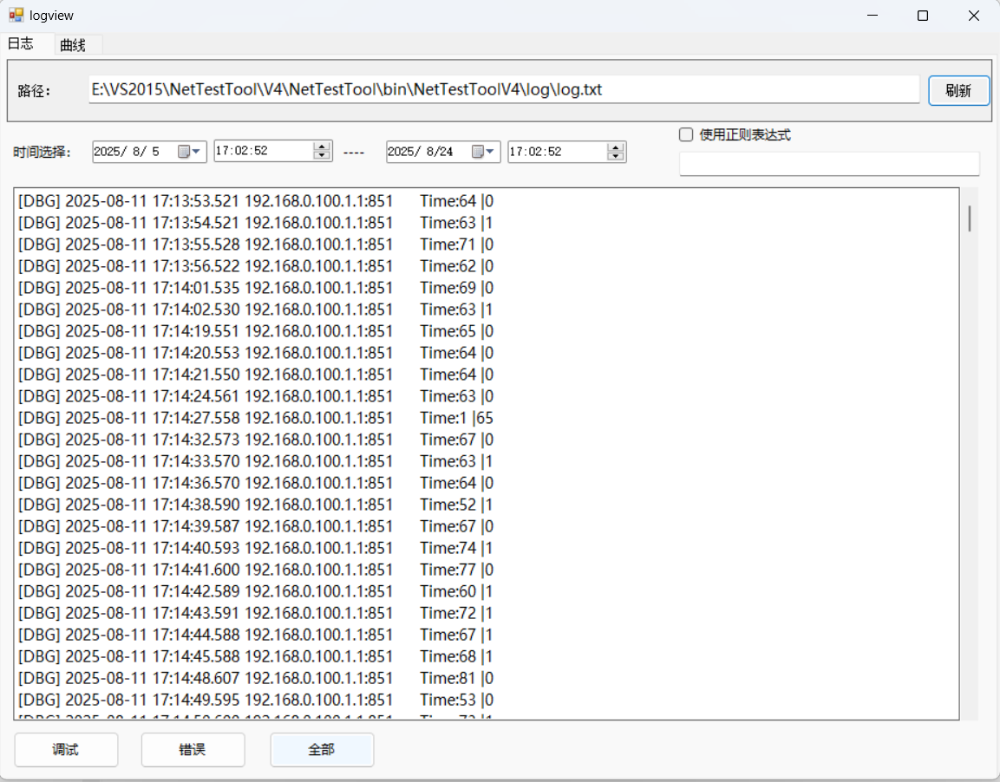 logview
日志 曲线
路径： E:\VS2015\NetTestTool\V4\NetTestTool\bin\NetTestToolV4\log\log.txt 刷新
时间选择： 2025/ 8/ 5 17:02:52 ---- 2025/ 8/24 17:02:52 使用正则表达式
[DBG] 2025-08-11 17:13:53.521 192.168.0.100.1.1:851 Time:64 |0
[DBG] 2025-08-11 17:13:54.521 192.168.0.100.1.1:851 Time:63 |1
[DBG] 2025-08-11 17:13:55.528 192.168.0.100.1.1:851 Time:71 |0
[DBG] 2025-08-11 17:13:56.522 192.168.0.100.1.1:851 Time:62 |0
[DBG] 2025-08-11 17:14:01.535 192.168.0.100.1.1:851 Time:69 |0
[DBG] 2025-08-11 17:14:02.530 192.168.0.100.1.1:851 Time:63 |1
[DBG] 2025-08-11 17:14:19.551 192.168.0.100.1.1:851 Time:65 |0
[DBG] 2025-08-11 17:14:20.553 192.168.0.100.1.1:851 Time:64 |0
[DBG] 2025-08-11 17:14:21.550 192.168.0.100.1.1:851 Time:64 |0
[DBG] 2025-08-11 17:14:24.561 192.168.0.100.1.1:851 Time:63 |0
[DBG] 2025-08-11 17:14:27.558 192.168.0.100.1.1:851 Time:1 |65
[DBG] 2025-08-11 17:14:32.573 192.168.0.100.1.1:851 Time:67 |0
[DBG] 2025-08-11 17:14:33.570 192.168.0.100.1.1:851 Time:63 |1
[DBG] 2025-08-11 17:14:36.570 192.168.0.100.1.1:851 Time:64 |0
[DBG] 2025-08-11 17:14:38.590 192.168.0.100.1.1:851 Time:52 |1
[DBG] 2025-08-11 17:14:39.587 192.168.0.100.1.1:851 Time:67 |0
[DBG] 2025-08-11 17:14:40.593 192.168.0.100.1.1:851 Time:74 |1
[DBG] 2025-08-11 17:14:41.600 192.168.0.100.1.1:851 Time:77 |0
[DBG] 2025-08-11 17:14:42.589 192.168.0.100.1.1:851 Time:60 |1
[DBG] 2025-08-11 17:14:43.591 192.168.0.100.1.1:851 Time:72 |1
[DBG] 2025-08-11 17:14:44.588 192.168.0.100.1.1:851 Time:67 |1
[DBG] 2025-08-11 17:14:45.588 192.168.0.100.1.1:851 Time:68 |1
[DBG] 2025-08-11 17:14:48.607 192.168.0.100.1.1:851 Time:81 |0
[DBG] 2025-08-11 17:14:49.595 192.168.0.100.1.1:851 Time:53 |0
调试 错误 全部